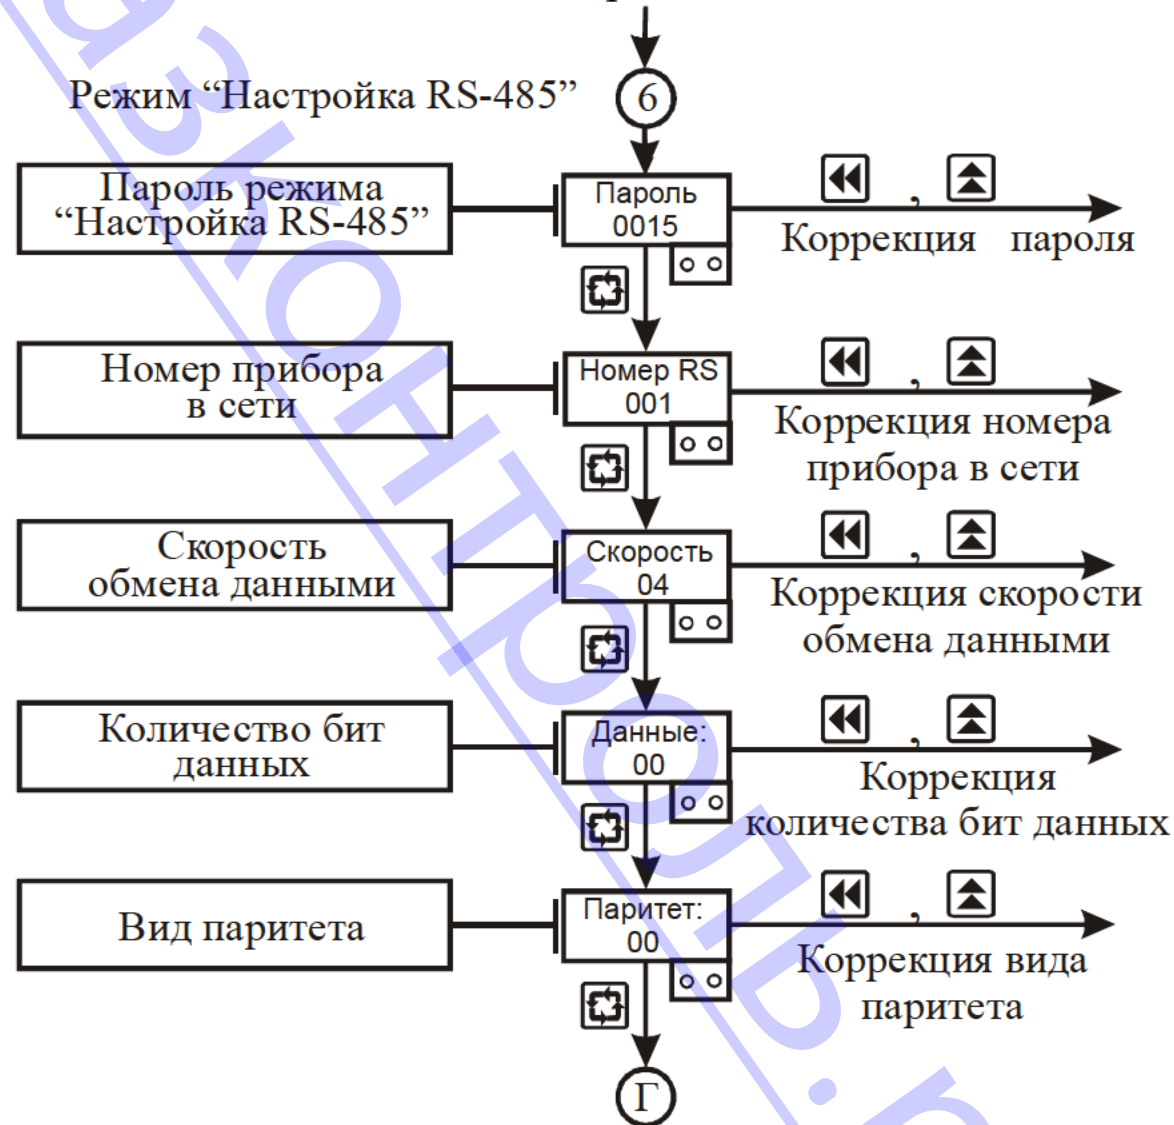 Режим “Настройка RS-485”
6
Пароль режима
“Настройка RS-485”
Пароль
0015
,
Коррекция пароля
Номер прибора
в сети
Номер RS
001
,
Коррекция номера
прибора в сети
Скорость
обмена данными
Скорость
04
,
Коррекция скорости
обмена данными
Количество бит
данных
Данные:
00
,
Коррекция
количества бит данных
Вид паритета
Паритет:
00
,
Коррекция вида
паритета
Г